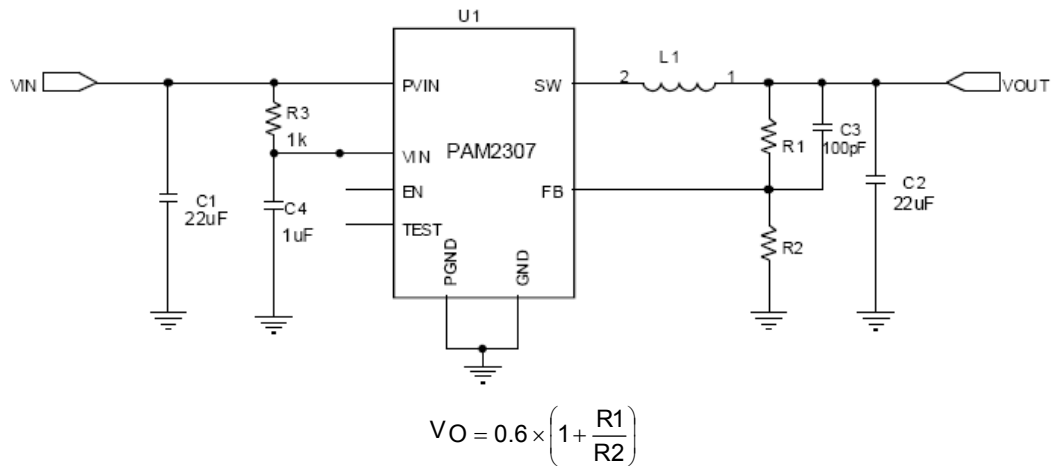 U1
VIN
PVIN
R3
1k
VIN
PAM2307
EN
TEST
PGND
GND
SW
FB
C1
22uF
C4
1uF
L1
2
1
VOUT
R1
C3
100pF
R2
C2
22uF
VO = 0.6 × (1 + R1/R2)